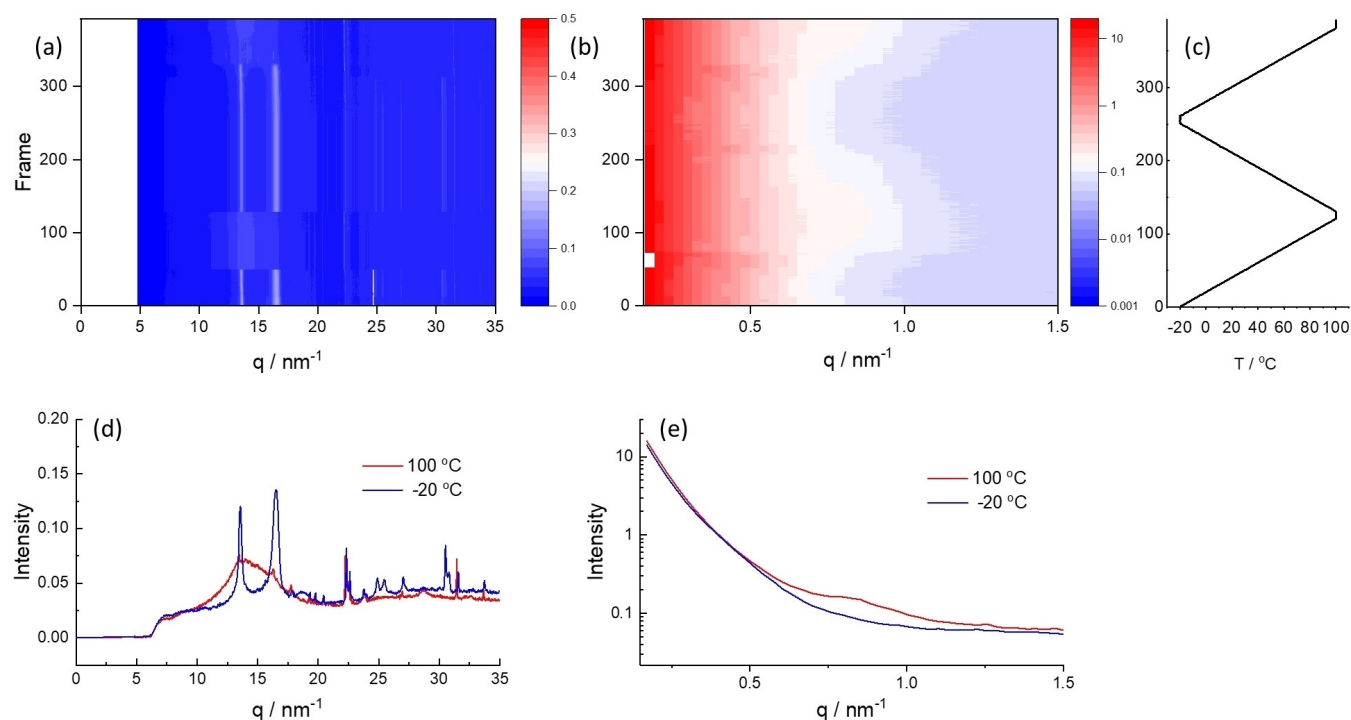 (a)
Frame
300
200
100
0
0 5 10 15 20 25 30 35
q / nm-1
0.5
0.4
0.3
0.2
0.1
0.0
(b)
0.5 1.0 1.5
q / nm-1
10
1
0.1
0.01
0.001
(c)
300
200
100
0
-20 0 20 40 60 80 100
T / oC
(d)
Intensity
0.20
0.15
0.10
0.05
0.00
100 oC
-20 oC
0 5 10 15 20 25 30 35
q / nm-1
(e)
Intensity
10
1
0.1
100 oC
-20 oC
0.5 1.0 1.5
q / nm-1